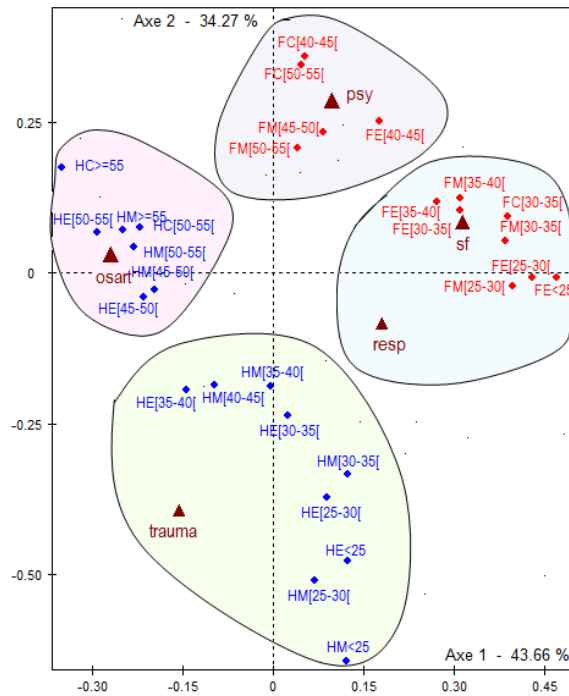 Axe 2 - 34.27 %
FC[40-45[
FC[50-55[
psy
FM[45-50[
FE[40-45[
FM[50-55[
0.25
HC>=55
FM[35-40[
FE[35-40[
FC[30-35[
HE[50-55[
HM>=55
HC[50-55[
FE[30-35[
FM[30-35[
HM[50-55[
sf
osart
HM[45-50[
FE[25-30[
0
HE[45-50[
FM[25-30[
FE<25
resp
HM[35-40[
HE[35-40[
HM[40-45[
-0.25
HE[30-35[
HM[30-35[
HE[25-30[
trauma
HE<25
-0.50
HM[25-30[
HM<25
Axe 1 - 43.66 %
-0.30
-0.15
0
0.15
0.30
0.45